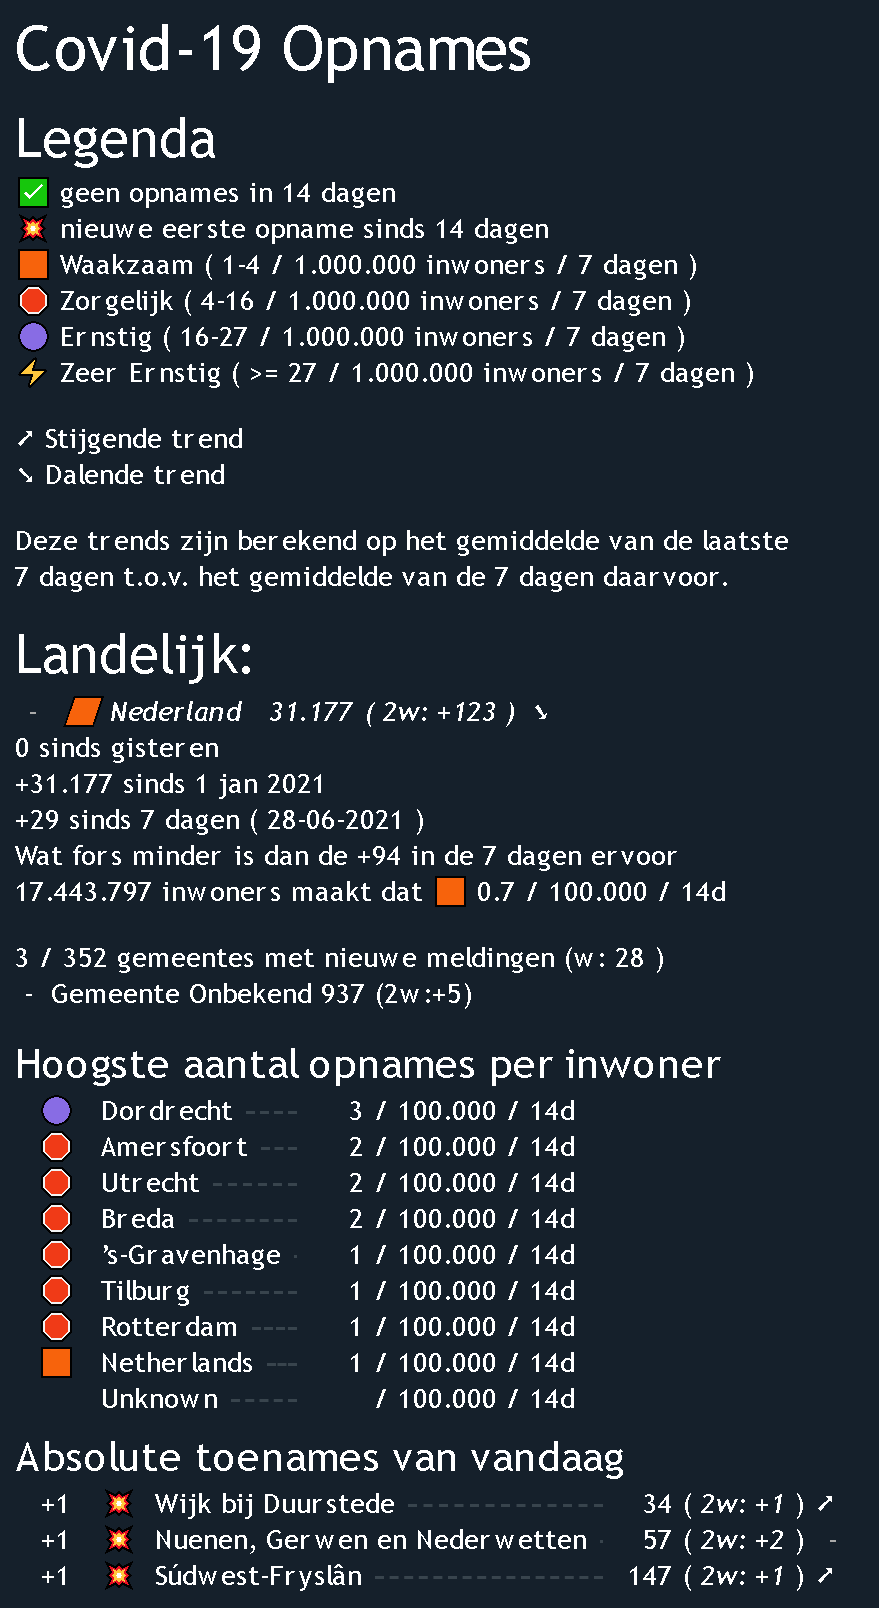 Covid-19 Opnames
Legenda
✅ geen opnames in 14 dagen
💥 nieuwe eerste opname sinds 14 dagen
🟧 Waakzaam ( 1-4 / 1.000.000 inwoners / 7 dagen )
🛑 Zorgelijk ( 4-16 / 1.000.000 inwoners / 7 dagen )
🟣 Ernstig ( 16-27 / 1.000.000 inwoners / 7 dagen )
⚡ Zeer Ernstig ( >= 27 / 1.000.000 inwoners / 7 dagen )
➚ Stijgende trend
➘ Dalende trend
Deze trends zijn berekend op het gemiddelde van de laatste
7 dagen t.o.v. het gemiddelde van de 7 dagen daarvoor.
Landelijk:
- 🟧 Nederland 31.177 ( 2w: +123 ) ➘
0 sinds gisteren
+31.177 sinds 1 jan 2021
+29 sinds 7 dagen ( 28-06-2021 )
Wat fors minder is dan de +94 in de 7 dagen ervoor
17.443.797 inwoners maakt dat 🟧 0.7 / 100.000 / 14d
3 / 352 gemeentes met nieuwe meldingen (w: 28 )
- Gemeente Onbekend 937 (2w:+5)
Hoogste aantal opnames per inwoner
🟣 Dordrecht ---- 3 / 100.000 / 14d
🛑 Amersfoort --- 2 / 100.000 / 14d
🛑 Utrecht ------ 2 / 100.000 / 14d
🛑 Breda -------- 2 / 100.000 / 14d
🛑 's-Gravenhage · 1 / 100.000 / 14d
🛑 Tilburg ------- 1 / 100.000 / 14d
🛑 Rotterdam ---- 1 / 100.000 / 14d
🟧 Netherlands --- 1 / 100.000 / 14d
Unknown ----- / 100.000 / 14d
Absolute toenames van vandaag
+1 💥 Wijk bij Duurstede ------------- 34 ( 2w: +1 ) ➚
+1 💥 Nuenen, Gerwen en Nederwetten · 57 ( 2w: +2 ) -
+1 💥 Súdwest-Fryslân --------------- 147 ( 2w: +1 ) ➚